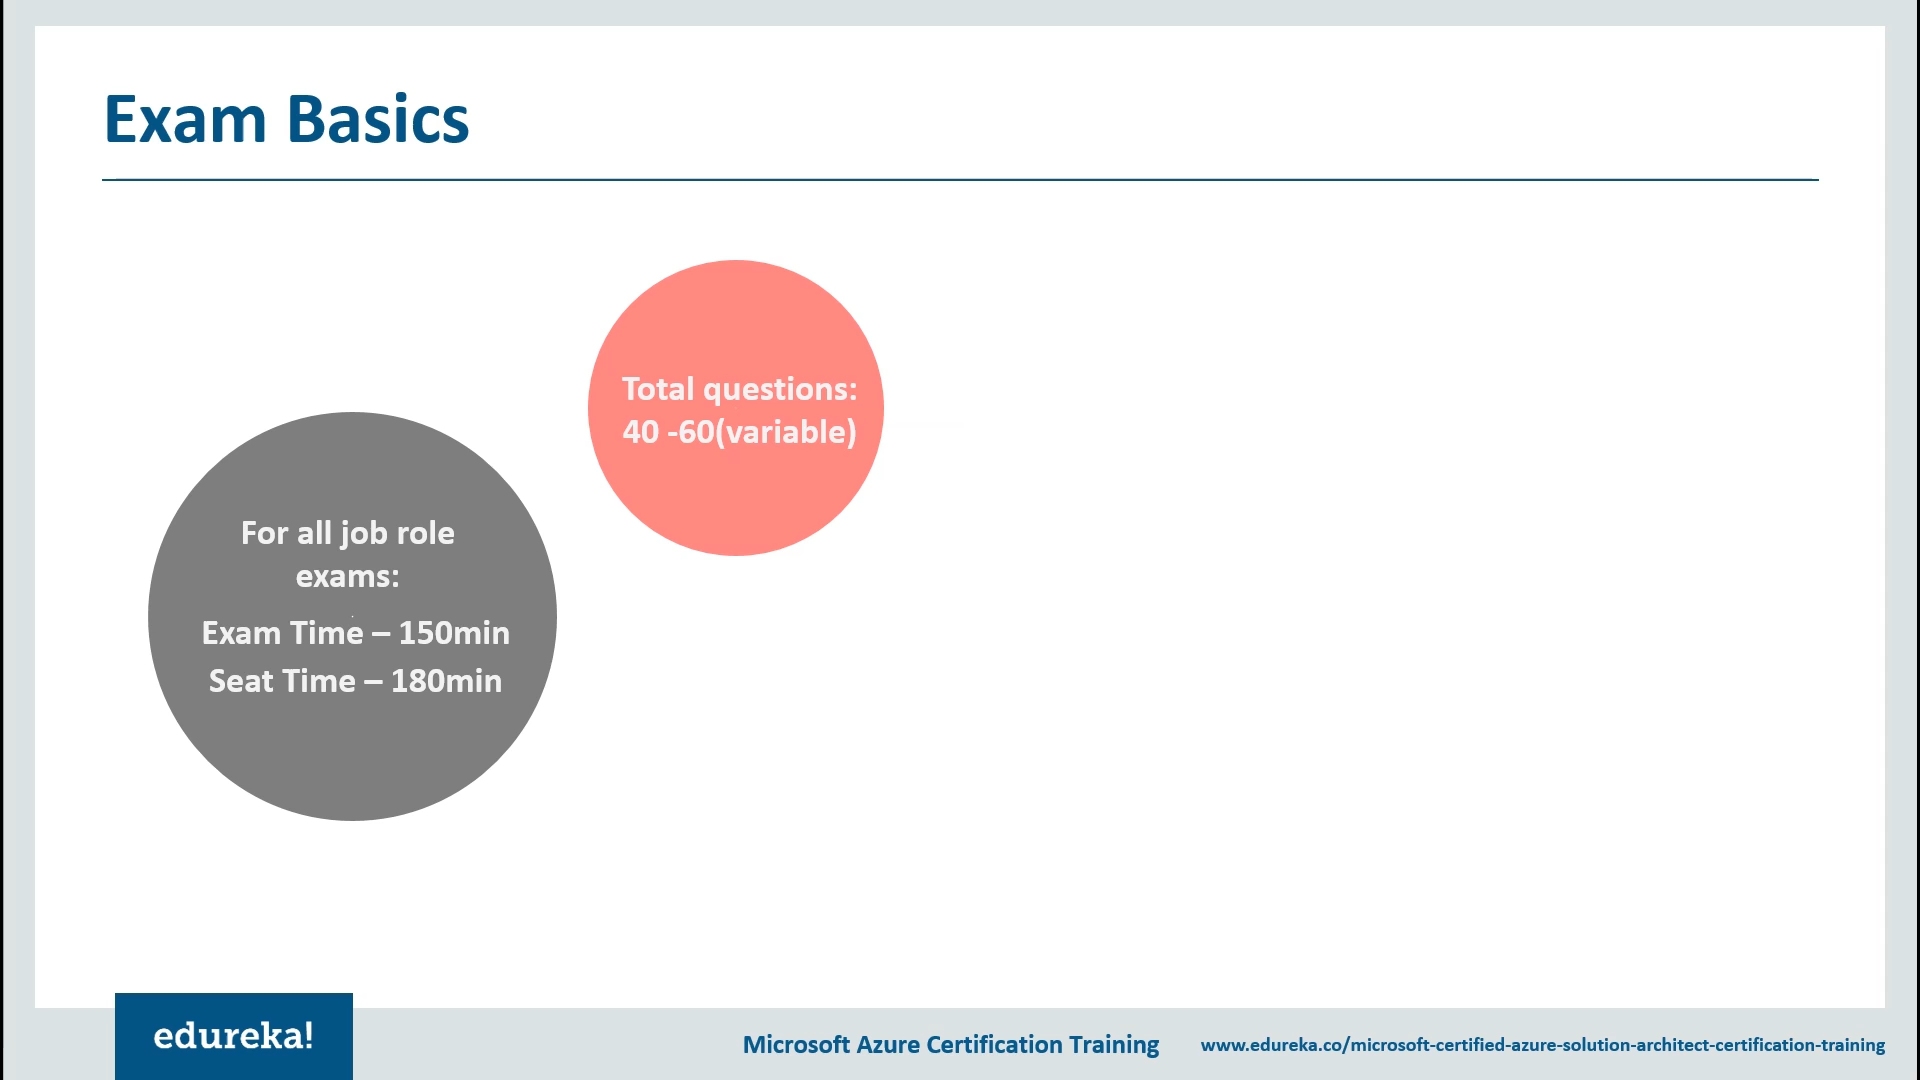 Exam Basics
Total questions:
40 -60(variable)
For all job role
exams:
Exam Time – 150min
Seat Time – 180min
edureka!
Microsoft Azure Certification Training
www.edureka.co/microsoft-certified-azure-solution-architect-certification-training